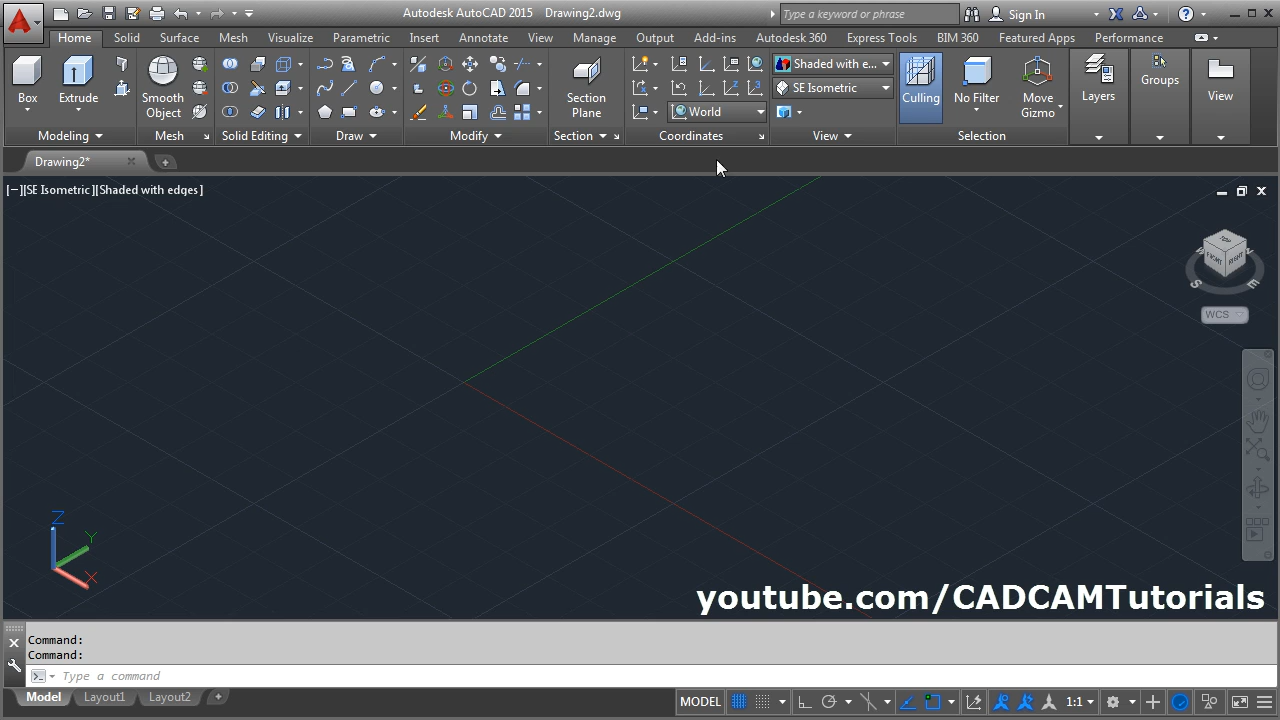 Autodesk AutoCAD 2015 Drawing2.dwg
Type a keyword or phrase
Sign In
Home Solid Surface Mesh Visualize Parametric Insert Annotate View Manage Output Add-ins Autodesk 360 Express Tools BIM 360 Featured Apps Performance
Box
Extrude
Smooth Object
Section Plane
World
Shaded with e...
SE Isometric
Culling
No Filter
Move Gizmo
Layers
Groups
View
Modeling Mesh Solid Editing Draw Modify Section Coordinates View Selection
Drawing2*
[−][SE Isometric][Shaded with edges]
TOP
FRONT
RIGHT
S
E
WCS
Z
Y
X
youtube.com/CADCAMTutorials
Command:
Command:
Type a command
Model Layout1 Layout2
MODEL
1:1